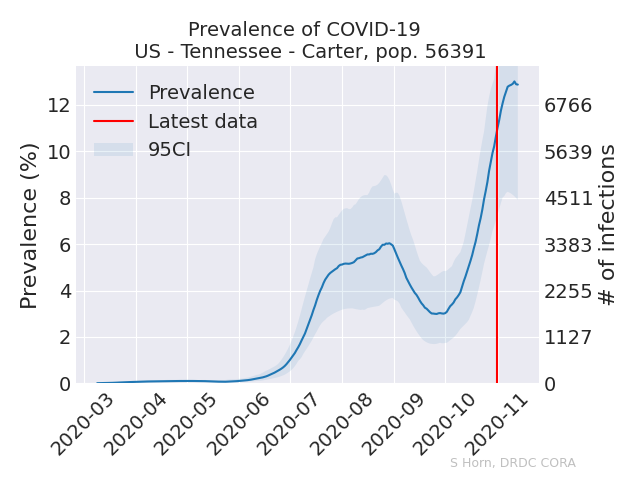 Prevalence of COVID-19
US - Tennessee - Carter, pop. 56391
Prevalence
Latest data
95CI
Prevalence (%)
12
10
8
6
4
2
0
6766
5639
4511
3383
2255
1127
0
# of infections
2020-03
2020-04
2020-05
2020-06
2020-07
2020-08
2020-09
2020-10
2020-11
S Horn, DRDC CORA